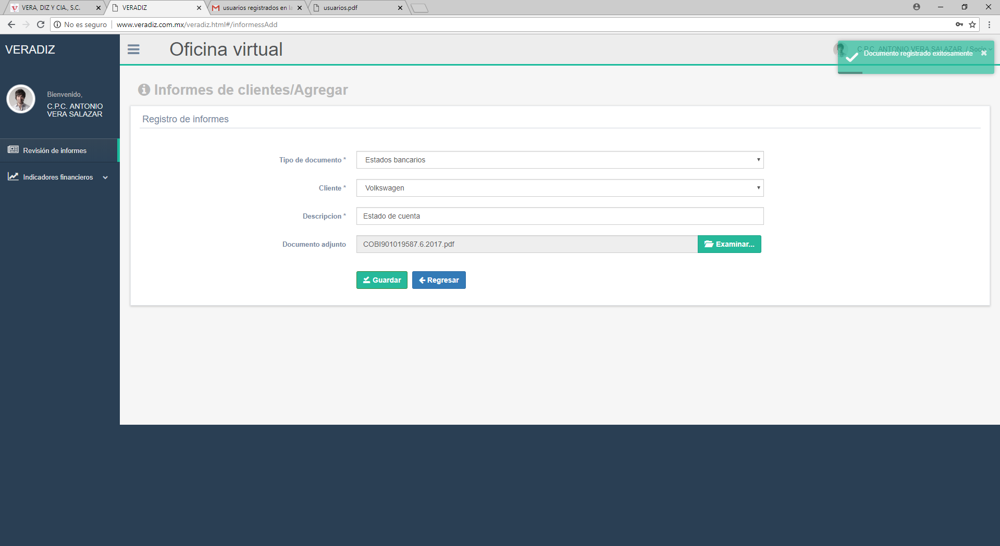 VERA, DIZ Y CIA., S.C.
VERADIZ
usuarios registrados en la
usuarios.pdf
No es seguro
www.veradiz.com.mx/veradiz.html#/informessAdd
VERADIZ
Oficina virtual
C.P.C. ANTONIO VERA SALAZAR / Socio
Documento registrado exitosamente
Bienvenido,
C.P.C. ANTONIO
VERA SALAZAR
Revisión de informes
Indicadores financieros
Informes de clientes/Agregar
Registro de informes
Tipo de documento *
Estados bancarios
Cliente *
Volkswagen
Descripcion *
Estado de cuenta
Documento adjunto
COBI901019587.6.2017.pdf
Examinar...
Guardar
Regresar